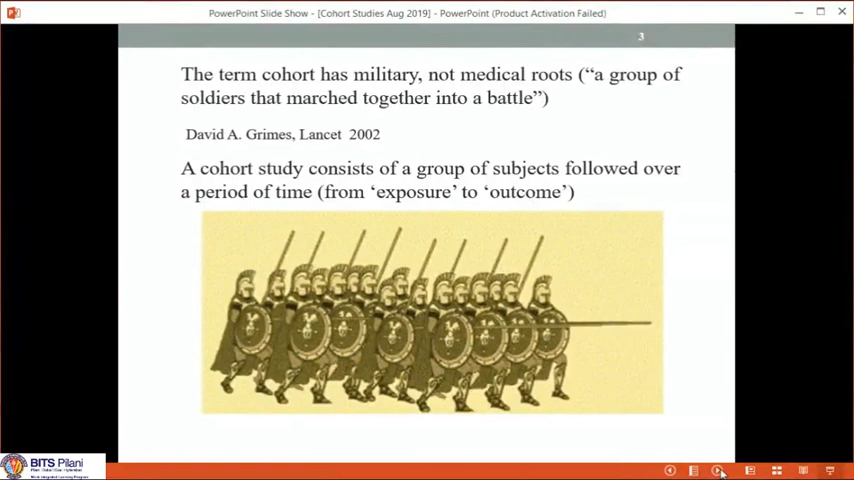 PowerPoint Slide Show - [Cohort Studies Aug 2019] - PowerPoint (Product Activation Failed)
3
The term cohort has military, not medical roots (“a group of
soldiers that marched together into a battle”)
David A. Grimes, Lancet 2002
A cohort study consists of a group of subjects followed over
a period of time (from ‘exposure’ to ‘outcome’)
BITS Pilani